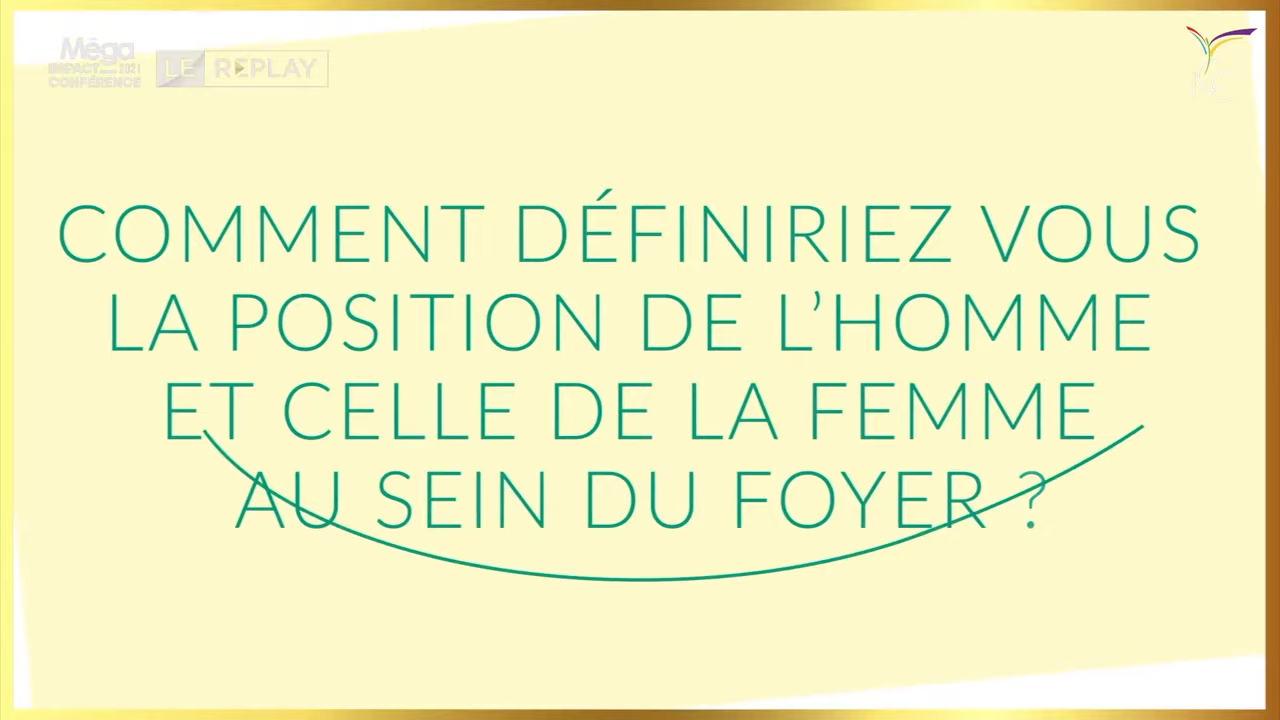 Méga
IMPACT 2021
CONFÉRENCE
LE REPLAY
COMMENT DÉFINIRIEZ VOUS
LA POSITION DE L’HOMME
ET CELLE DE LA FEMME
AU SEIN DU FOYER ?